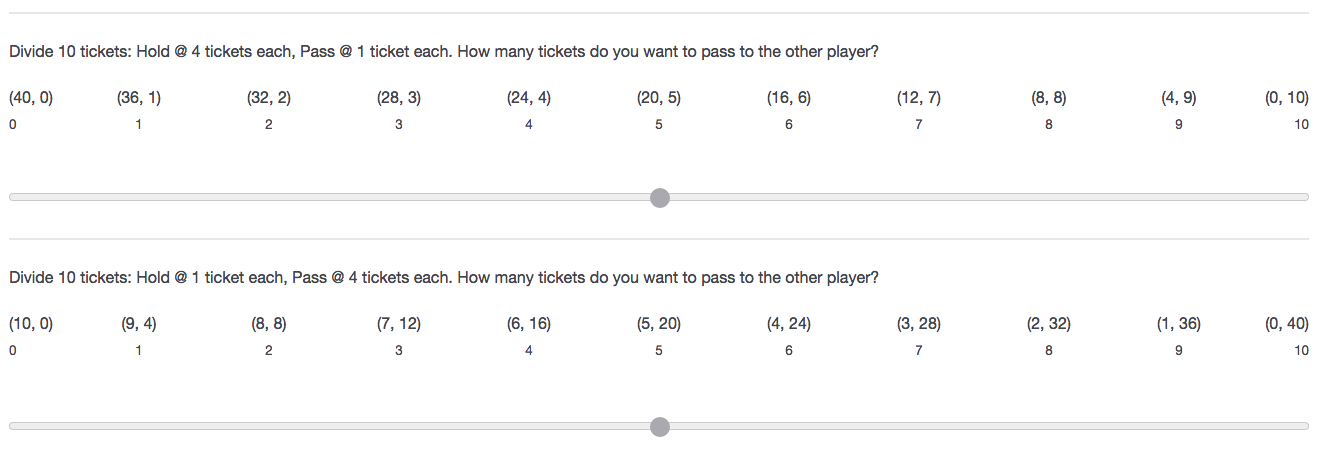 Divide 10 tickets: Hold @ 4 tickets each, Pass @ 1 ticket each. How many tickets do you want to pass to the other player?
(40, 0) (36, 1) (32, 2) (28, 3) (24, 4) (20, 5) (16, 6) (12, 7) (8, 8) (4, 9) (0, 10)
0 1 2 3 4 5 6 7 8 9 10
Divide 10 tickets: Hold @ 1 ticket each, Pass @ 4 tickets each. How many tickets do you want to pass to the other player?
(10, 0) (9, 4) (8, 8) (7, 12) (6, 16) (5, 20) (4, 24) (3, 28) (2, 32) (1, 36) (0, 40)
0 1 2 3 4 5 6 7 8 9 10